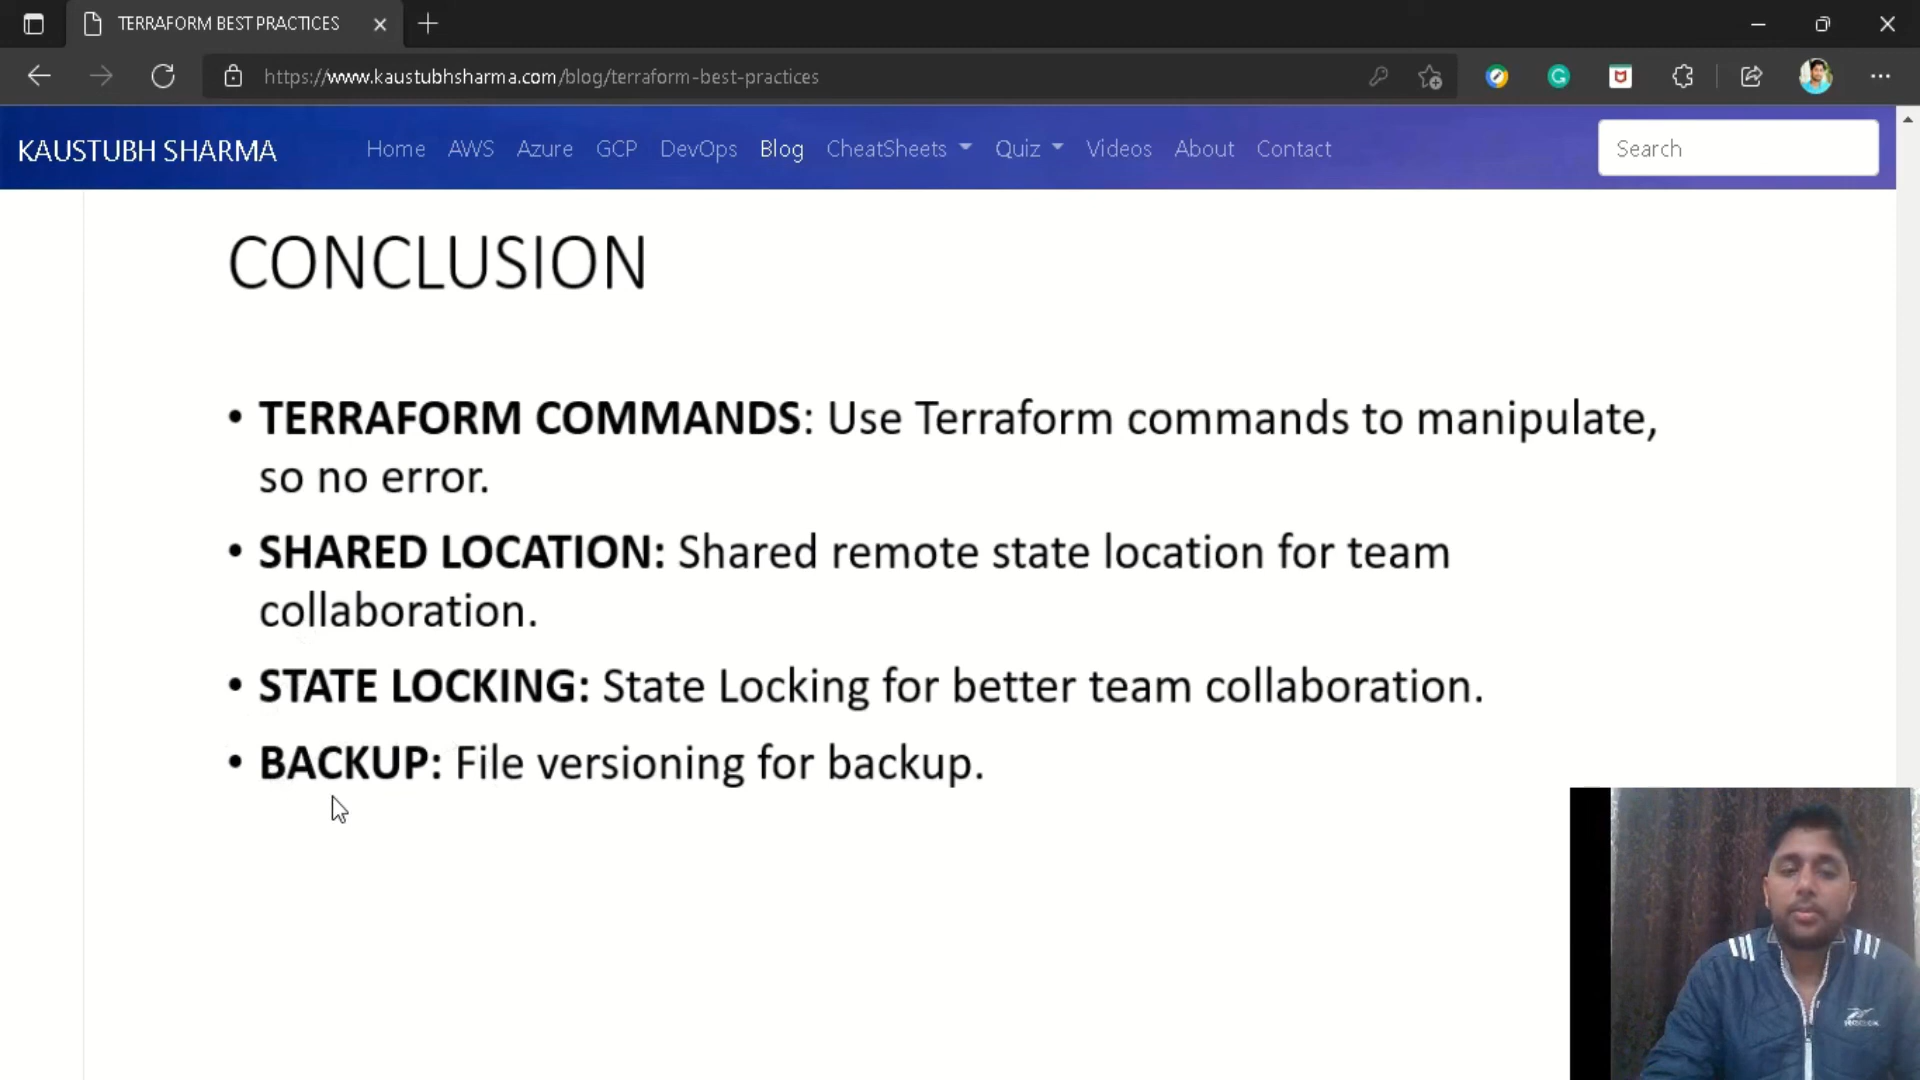 TERRAFORM BEST PRACTICES
https://www.kaustubhsharma.com/blog/terraform-best-practices
KAUSTUBH SHARMA Home AWS Azure GCP DevOps Blog CheatSheets Quiz Videos About Contact Search
CONCLUSION
• TERRAFORM COMMANDS: Use Terraform commands to manipulate,
so no error.
• SHARED LOCATION: Shared remote state location for team
collaboration.
• STATE LOCKING: State Locking for better team collaboration.
• BACKUP: File versioning for backup.